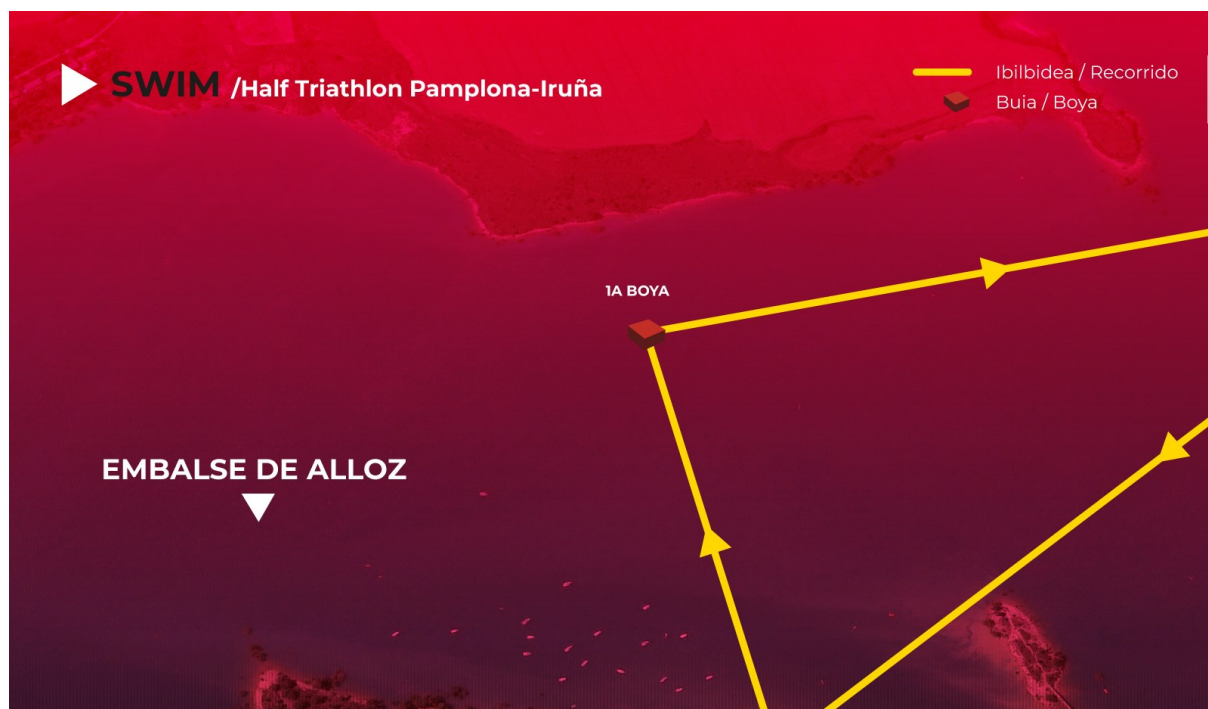 SWIM /Half Triathlon Pamplona-Iruña
Ibilbidea / Recorrido
Buia / Boya
1A BOYA
EMBALSE DE ALLOZ